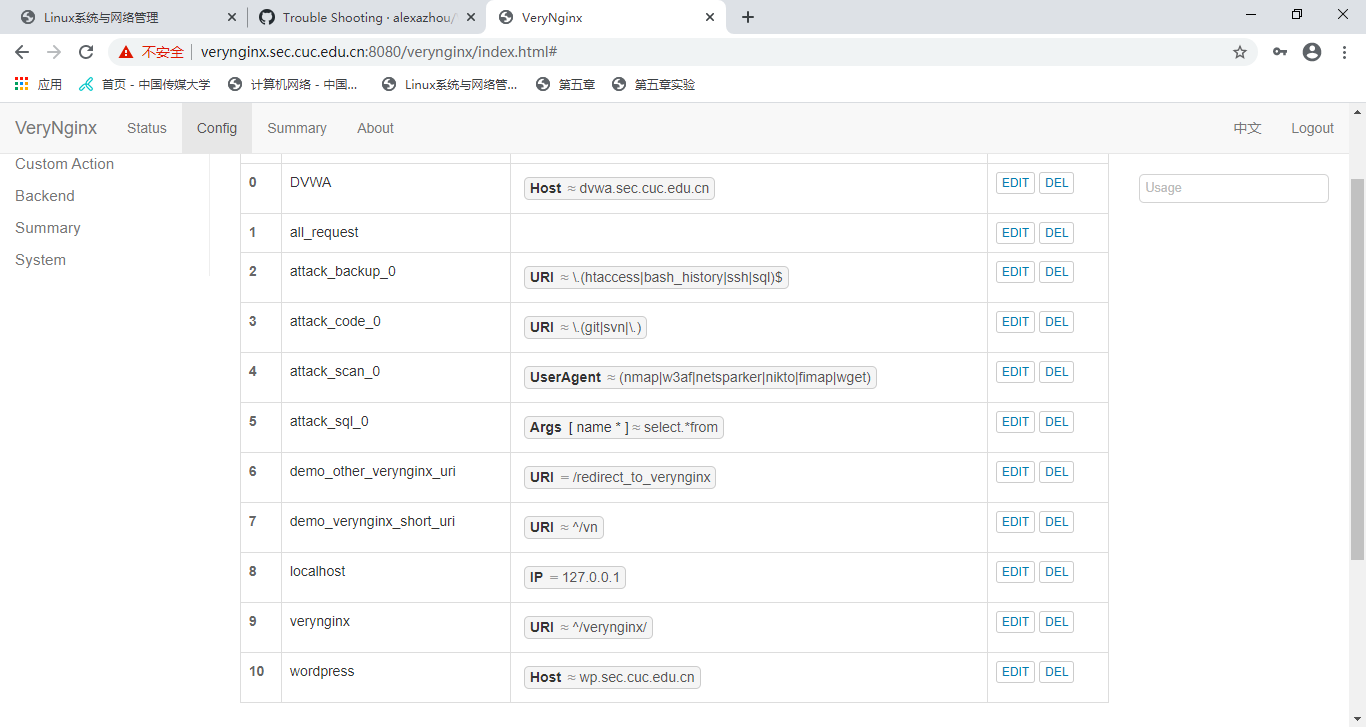 Linux系统与网络管理
Trouble Shooting · alexazhou/
VeryNginx
不安全 verynginx.sec.cuc.edu.cn:8080/verynginx/index.html#
应用 首页 - 中国传媒大学 计算机网络 - 中国... Linux系统与网络管... 第五章 第五章实验
VeryNginx Status Config Summary About 中文 Logout
Custom Action
Backend
Summary
System
0 DVWA Host ≈ dvwa.sec.cuc.edu.cn EDIT DEL
1 all_request EDIT DEL
2 attack_backup_0 URI ≈ \.(htaccess|bash_history|ssh|sql)$ EDIT DEL
3 attack_code_0 URI ≈ \.(git|svn|\.) EDIT DEL
4 attack_scan_0 UserAgent ≈ (nmap|w3af|netsparker|nikto|fimap|wget) EDIT DEL
5 attack_sql_0 Args [ name * ] ≈ select.*from EDIT DEL
6 demo_other_verynginx_uri URI = /redirect_to_verynginx EDIT DEL
7 demo_verynginx_short_uri URI ≈ ^/vn EDIT DEL
8 localhost IP = 127.0.0.1 EDIT DEL
9 verynginx URI ≈ ^/verynginx/ EDIT DEL
10 wordpress Host ≈ wp.sec.cuc.edu.cn EDIT DEL
Usage